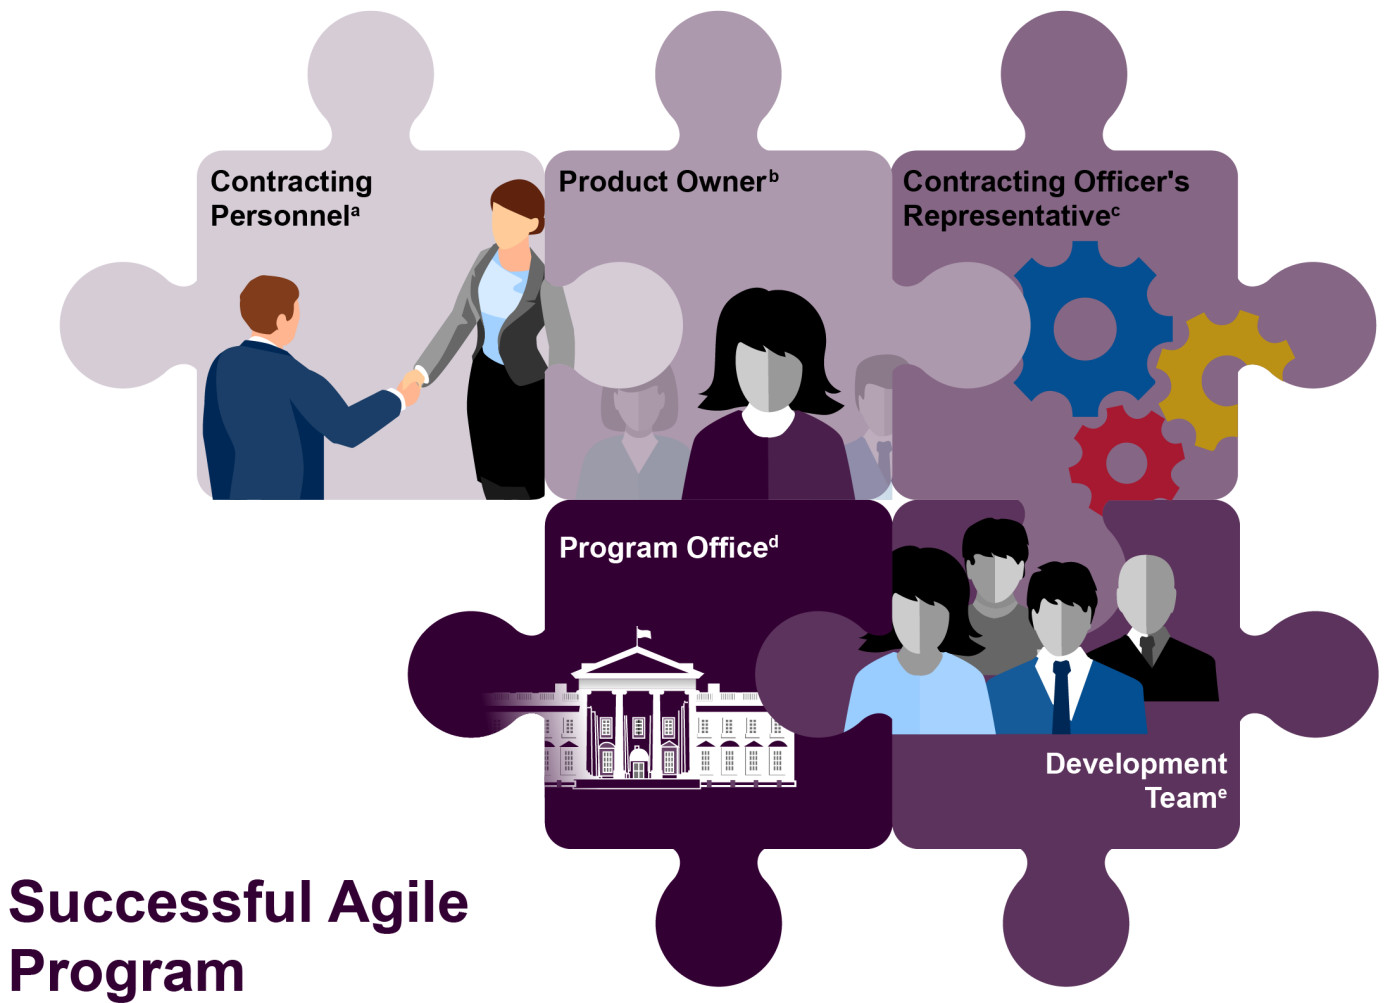 Contracting
Personnelᵃ
Product Ownerᵇ
Contracting Officer's
Representativeᶜ
Program Officeᵈ
Development
Teamᵉ
Successful Agile
Program